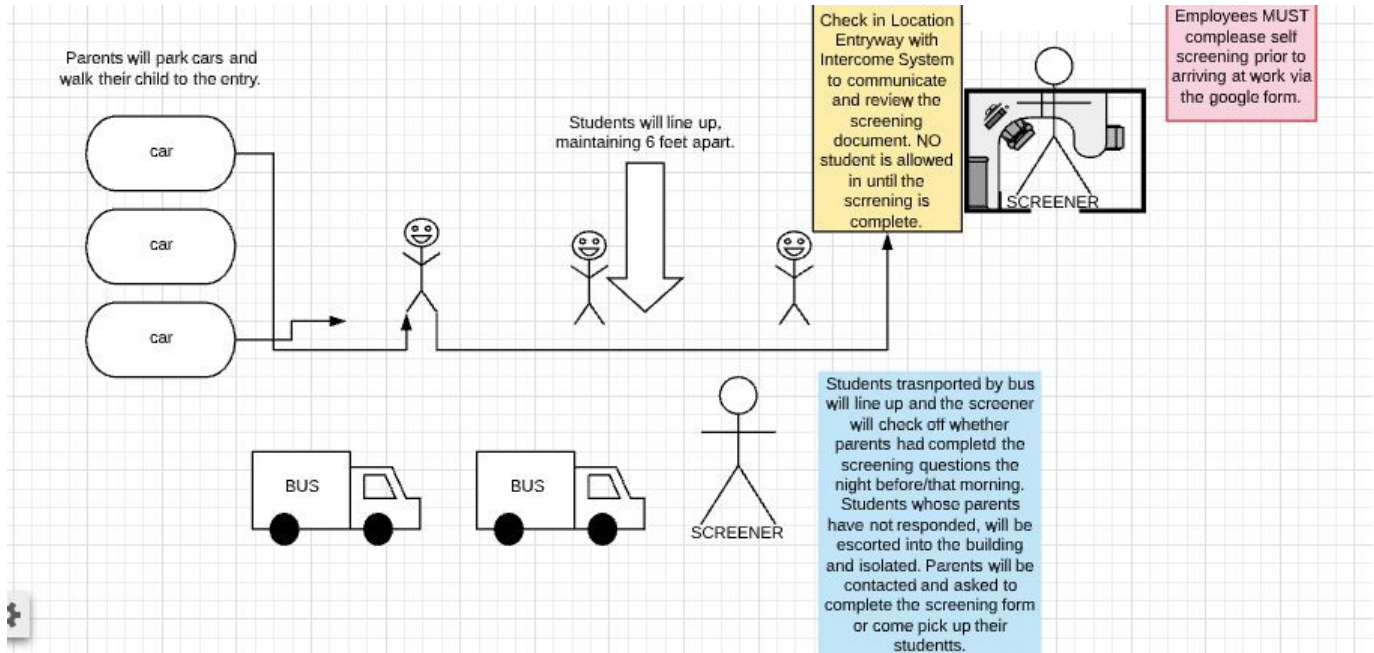 Parents will park cars and
walk their child to the entry.
car
car
car
Students will line up,
maintaining 6 feet apart.
Check in Location
Entryway with
Intercome System
to communicate
and review the
screening
document. NO
student is allowed
in until the
scrrening is
complete.
SCREENER
Employees MUST
complease self
screening prior to
arriving at work via
the google form.
BUS
BUS
SCREENER
Students trasnported by bus
will line up and the screener
will check off whether
parents had completd the
screening questions the
night before/that morning.
Students whose parents
have not responded, will be
escorted into the building
and isolated. Parents will be
contacted and asked to
complete the screening form
or come pick up their
studentts.